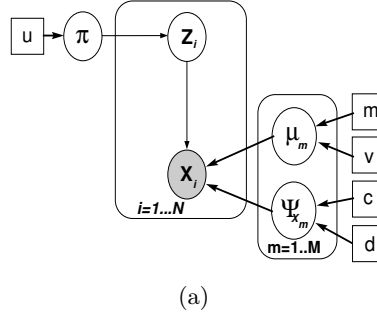 u
π
Z_i
m
μ_m
v
X_i
c
Ψ_{x_m}
i=1...N
m=1..M
d
(a)